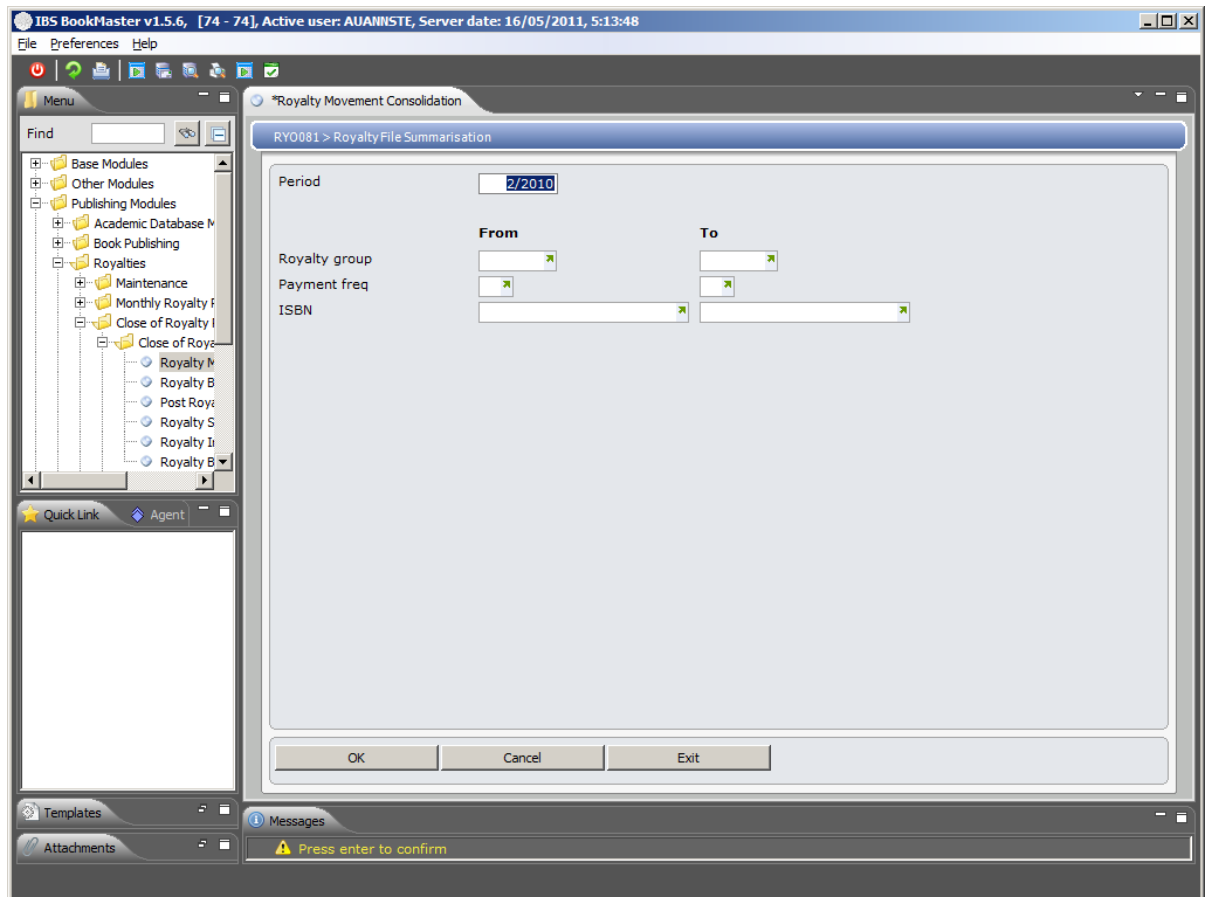 IBS BookMaster v1.5.6, [74 - 74], Active user: AUANNSTE, Server date: 16/05/2011, 5:13:48
File Preferences Help
Menu
Find
Base Modules
Other Modules
Publishing Modules
Academic Database M
Book Publishing
Royalties
Maintenance
Monthly Royalty
Close of Royalty
Close of Roya
Royalty M
Royalty B
Post Roya
Royalty S
Royalty I
Royalty B
Quick Link Agent
Templates
Attachments
*Royalty Movement Consolidation
RYO081 > Royalty File Summarisation
Period 2/2010
From To
Royalty group
Payment freq
ISBN
OK Cancel Exit
Messages
Press enter to confirm